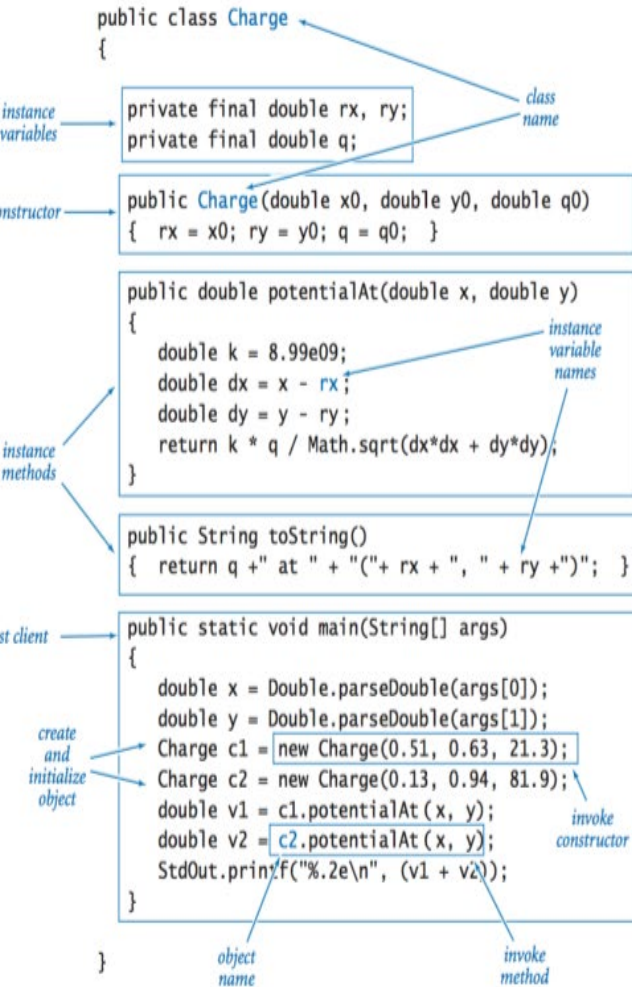 public class Charge
{
class
name
instance
variables
private final double rx, ry;
private final double q;
nstructor
public Charge(double x0, double y0, double q0)
{ rx = x0; ry = y0; q = q0; }
public double potentialAt(double x, double y)
{
instance
variable
names
double k = 8.99e09;
double dx = x - rx;
double dy = y - ry;
return k * q / Math.sqrt(dx*dx + dy*dy);
}
instance
methods
public String toString()
{ return q +" at " + "("+ rx + ", " + ry +")"; }
st client
public static void main(String[] args)
{
double x = Double.parseDouble(args[0]);
double y = Double.parseDouble(args[1]);
create
and
initialize
object
Charge c1 = new Charge(0.51, 0.63, 21.3);
Charge c2 = new Charge(0.13, 0.94, 81.9);
double v1 = c1.potentialAt(x, y);
double v2 = c2.potentialAt(x, y);
StdOut.printf("%.2e\n", (v1 + v2));
invoke
constructor
}
}
object
name
invoke
method